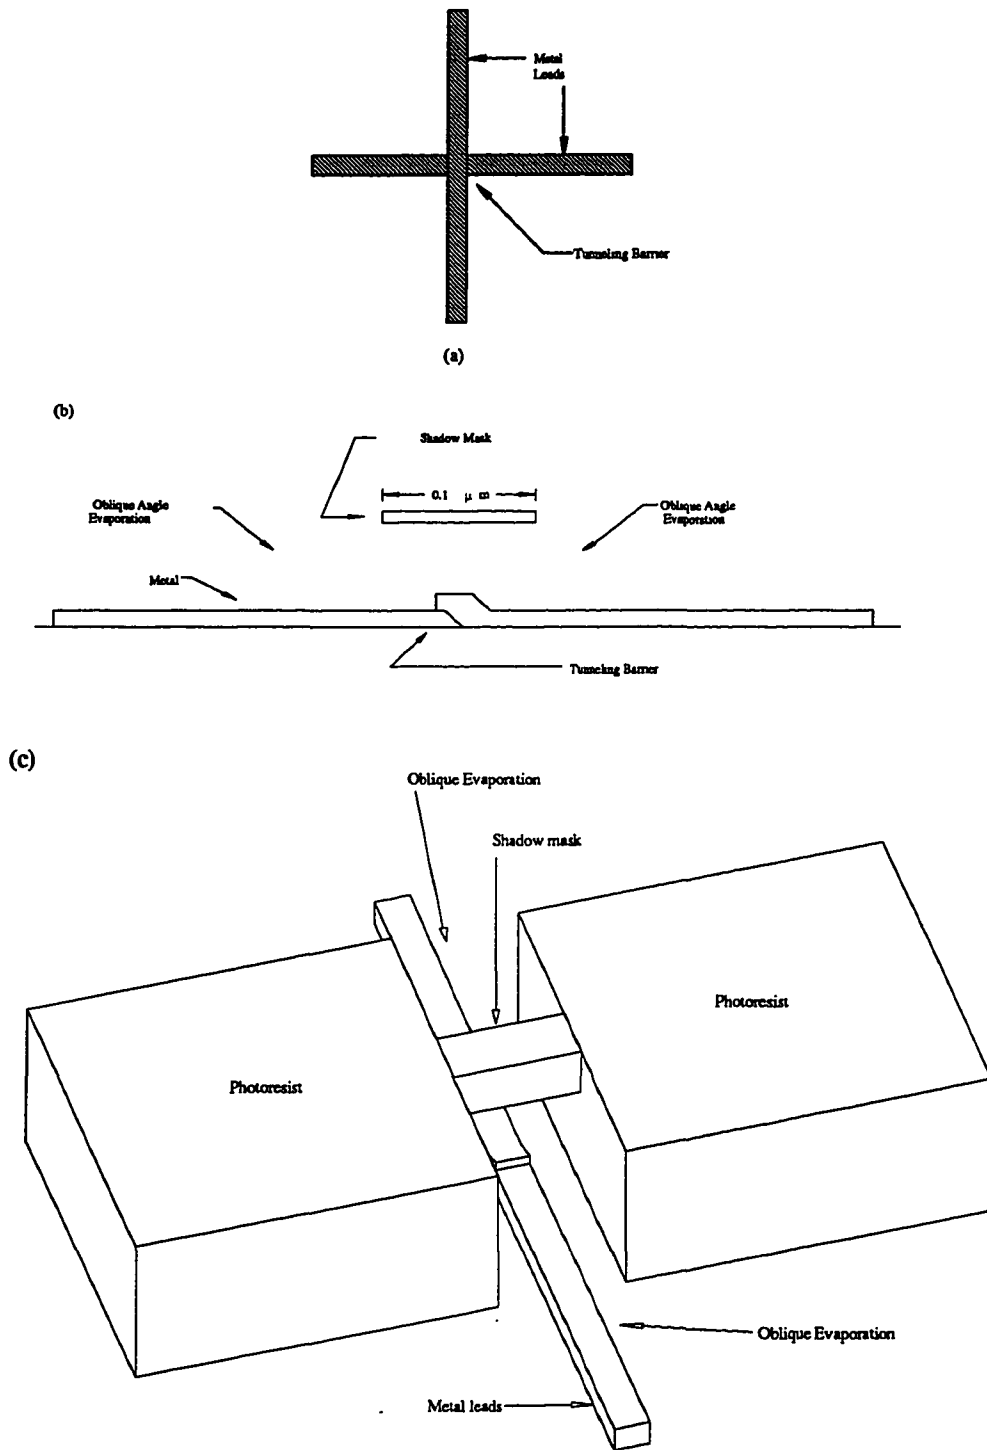 Metal
Leads
Tunneling Barrier
(a)
(b)
Shadow Mask
0.1 μ m
Oblique Angle
Evaporation
Oblique Angle
Evaporation
Metal
Tunneling Barrier
(c)
Oblique Evaporation
Shadow mask
Photoresist
Photoresist
Oblique Evaporation
Metal leads